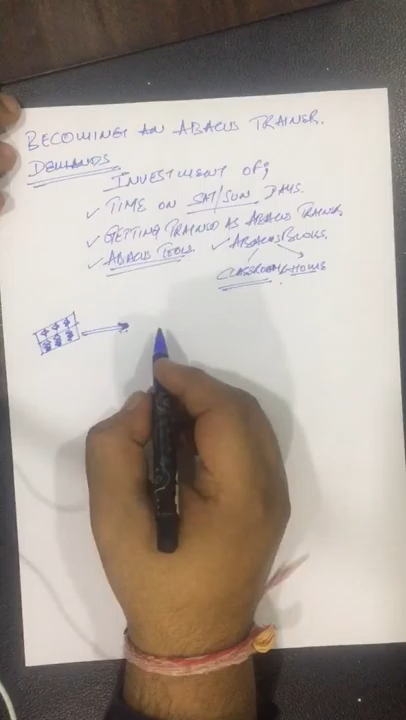 BECOMING AN ABACUS TRAINER.
DEMANDS
INVESTMENT OF;
✓ TIME ON SAT/SUN DAYS.
✓ GETTING TRAINED AS ABACUS TRAINER
✓ ABACUS TOOLS. ✓ ABACUS BOOKS.
CLASSROOM & HOME